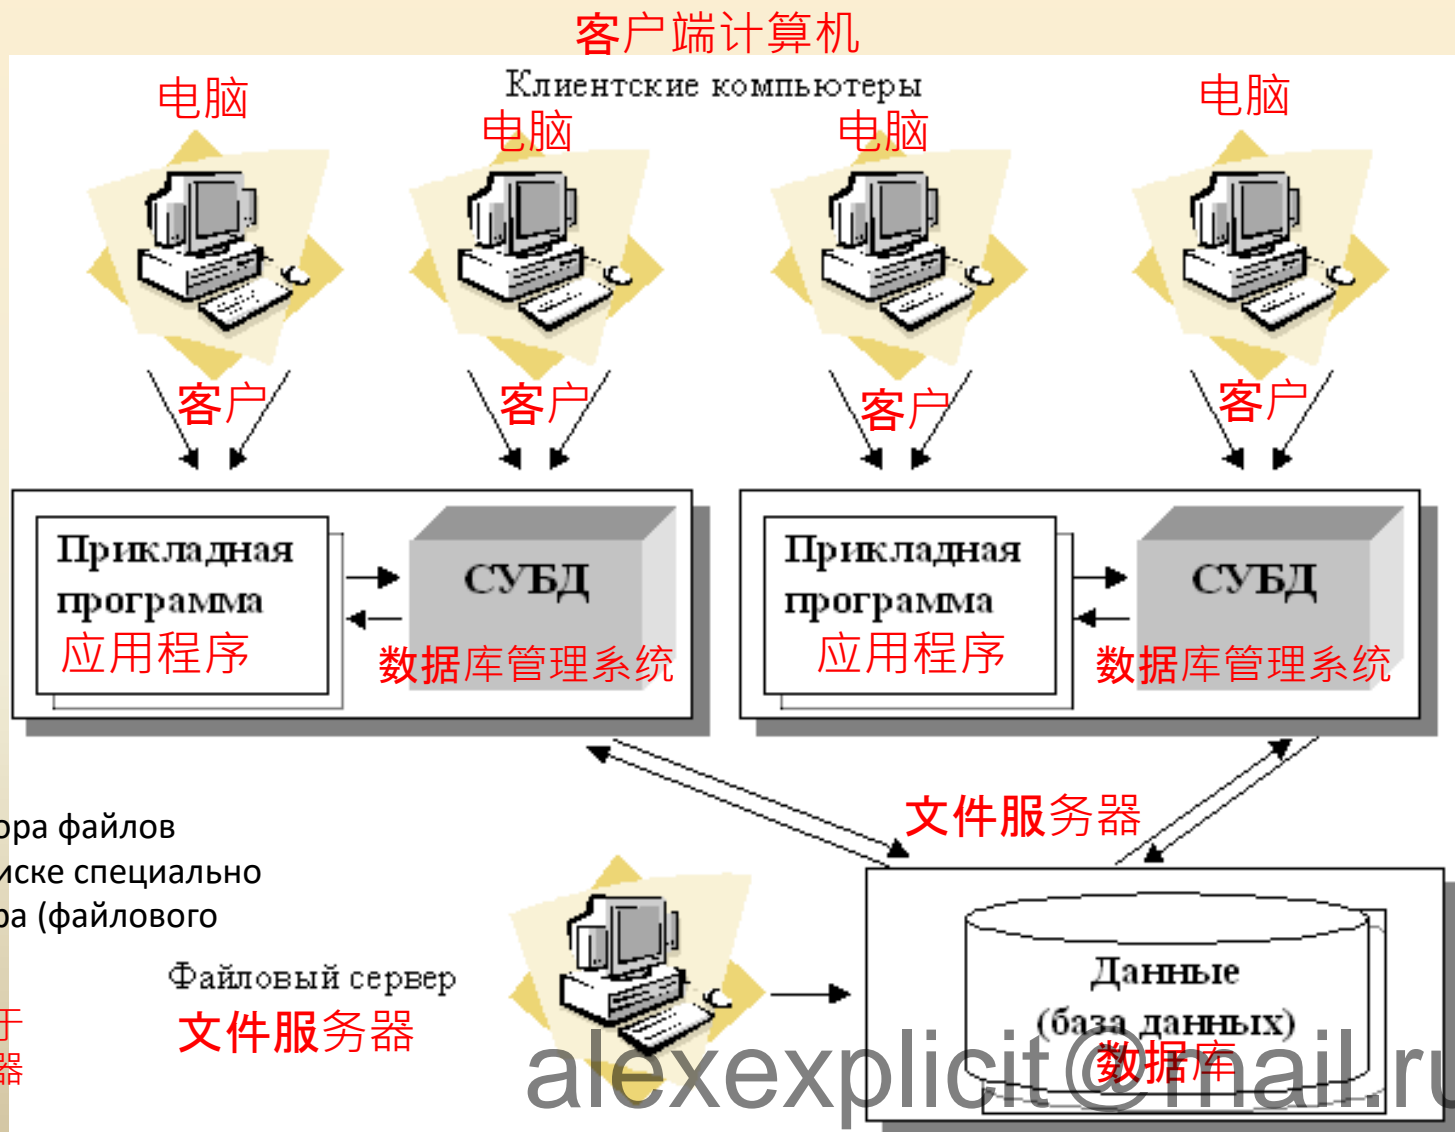 客户端计算机
Клиентские компьютеры
电脑
电脑
电脑
电脑
客户
客户
客户
客户
Прикладная
программа
应用程序
СУБД
数据库管理系统
Прикладная
программа
应用程序
СУБД
数据库管理系统
文件服务器
ора файлов
иске специально
ра (файлового
于
器
Файловый сервер
文件服务器
Данные
(база данных)
数据库
alexexplicit@mail.ru